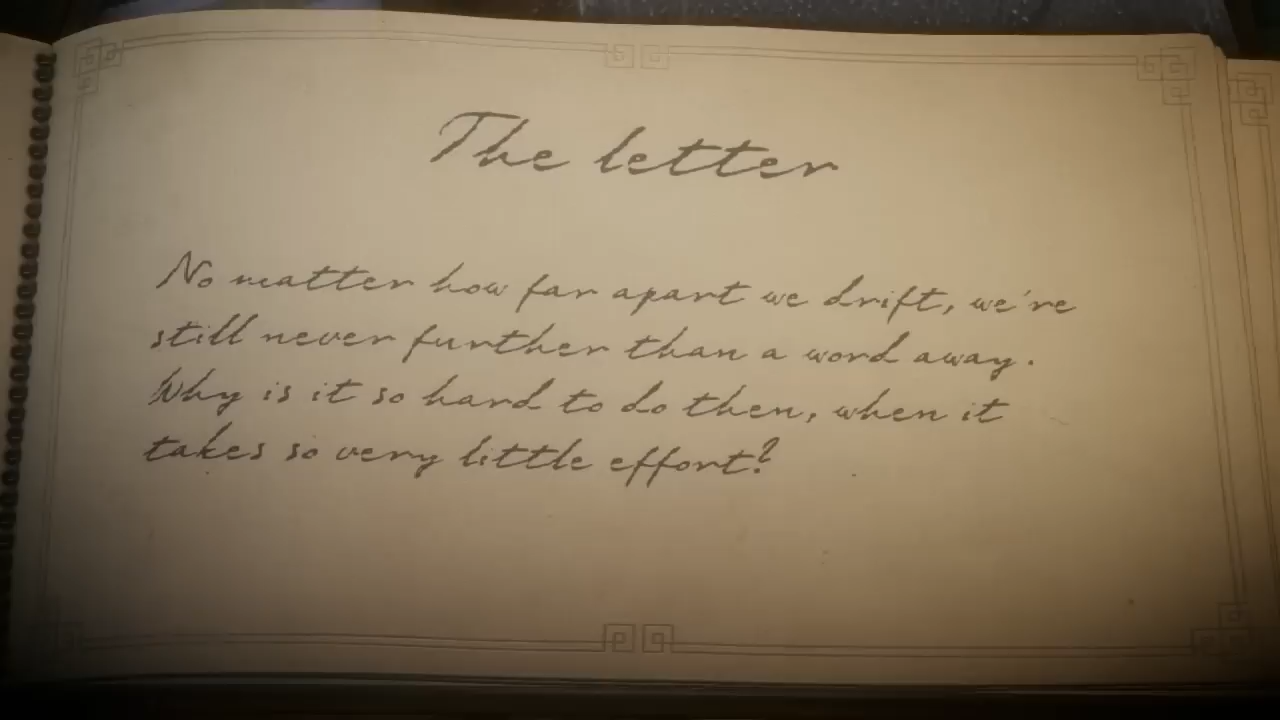 The letter
No matter how far apart we drift, we're
still never further than a word away.
Why is it so hard to do then, when it
takes so very little effort?